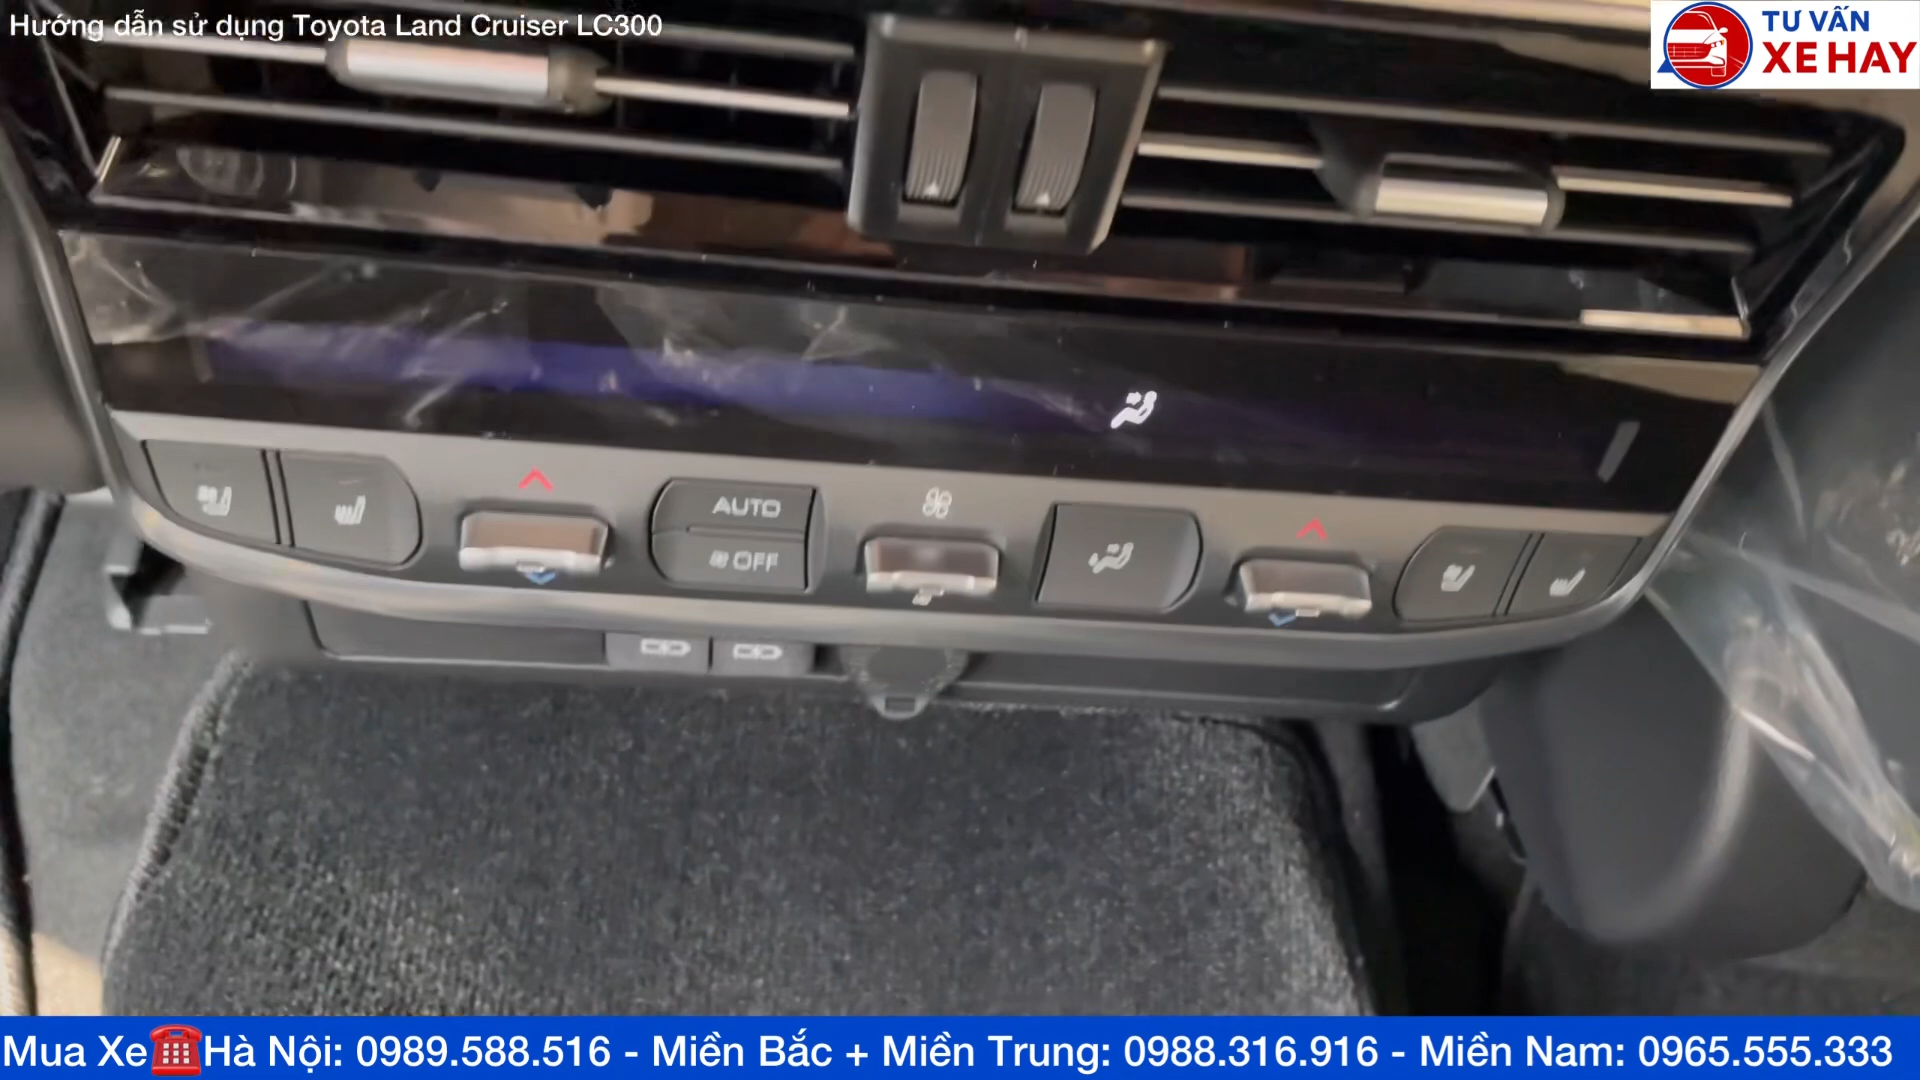 Hướng dẫn sử dụng Toyota Land Cruiser LC300
TƯ VẤN
XE HAY
AUTO
OFF
Mua Xe☎️Hà Nội: 0989.588.516 - Miền Bắc + Miền Trung: 0988.316.916 - Miền Nam: 0965.555.333